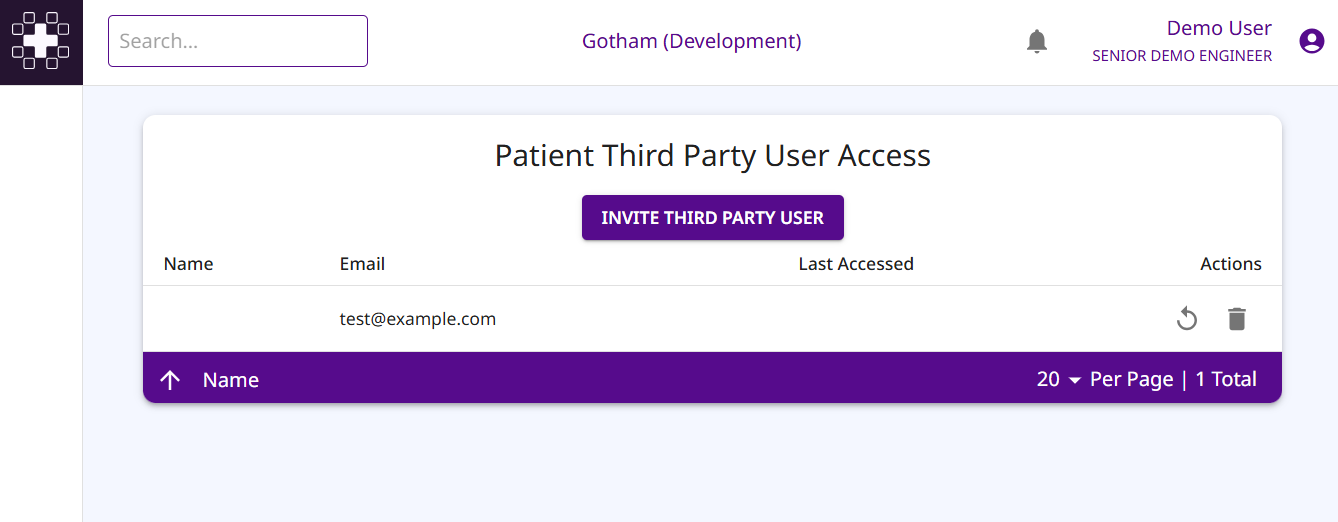 Search...
Gotham (Development)
Demo User
SENIOR DEMO ENGINEER
Patient Third Party User Access
INVITE THIRD PARTY USER
Name Email Last Accessed Actions
test@example.com
Name 20 Per Page | 1 Total